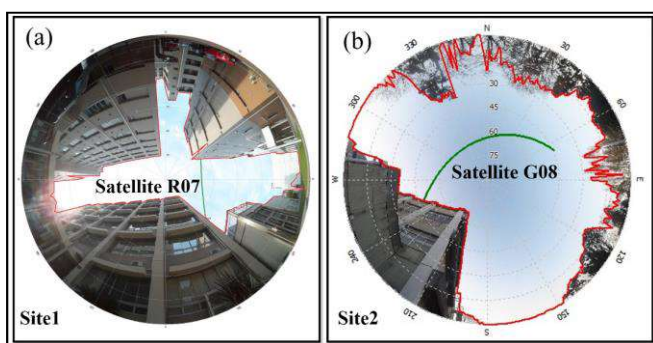 (a)
Satellite R07
Site1
(b)
N
330
30
300
60
30
45
60
75
W
E
Satellite G08
240
120
210
150
S
Site2